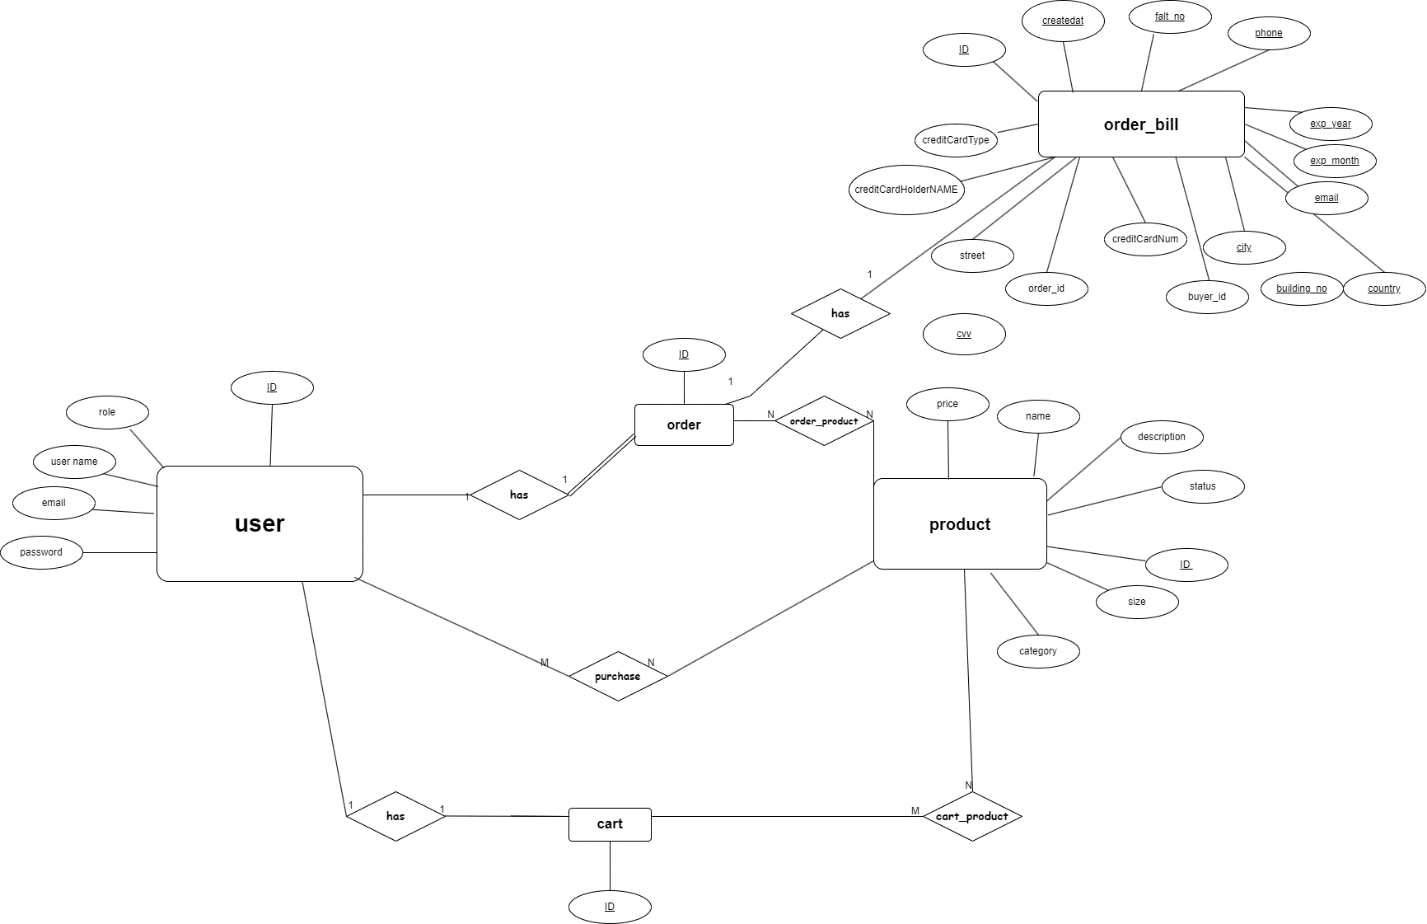 createdat
falt_no
phone
ID
order_bill
exp_year
creditCardType
exp_month
creditCardHolderNAME
email
creditCardNum
city
street
order_id
buyer_id
building_no
country
1
has
cvv
ID
1
ID
role
price
name
N
order_product
N
order
description
user name
status
email
1
has
1
user
product
password
ID
size
category
M
purchase
N
N
1
has
1
cart
M
cart_product
ID